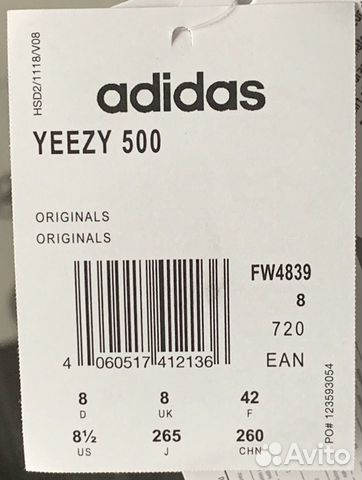 HSD2/1118/V08
adidas
YEEZY 500
ORIGINALS
ORIGINALS
FW4839
8
720
EAN
4 060517 412136
8 8 42
D UK F
8½ 265 260
US J CHN
PO# 123593054
Avito